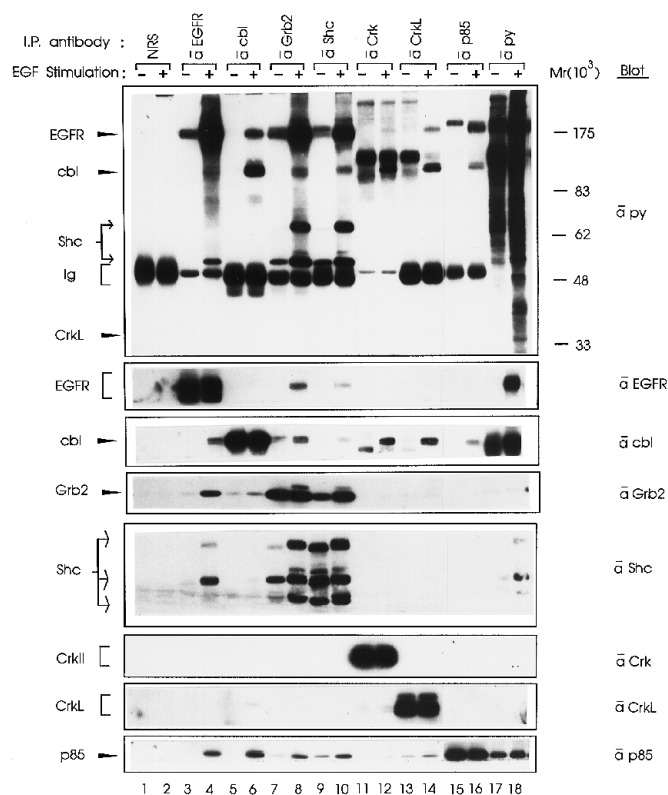 I.P. antibody :
NRS
ā EGFR
ā cbl
ā Grb2
ā Shc
ā Crk
ā CrkL
ā p85
ā py
EGF Stimulation : - + - + - + - + - + - + - + - + - + Mr(10³) Blot
EGFR
cbl
Shc
Ig
CrkL
175
83
62
48
33
ā py
EGFR ā EGFR
cbl ā cbl
Grb2 ā Grb2
Shc ā Shc
CrkII ā Crk
CrkL ā CrkL
p85 ā p85
1 2 3 4 5 6 7 8 9 10 11 12 13 14 15 16 17 18